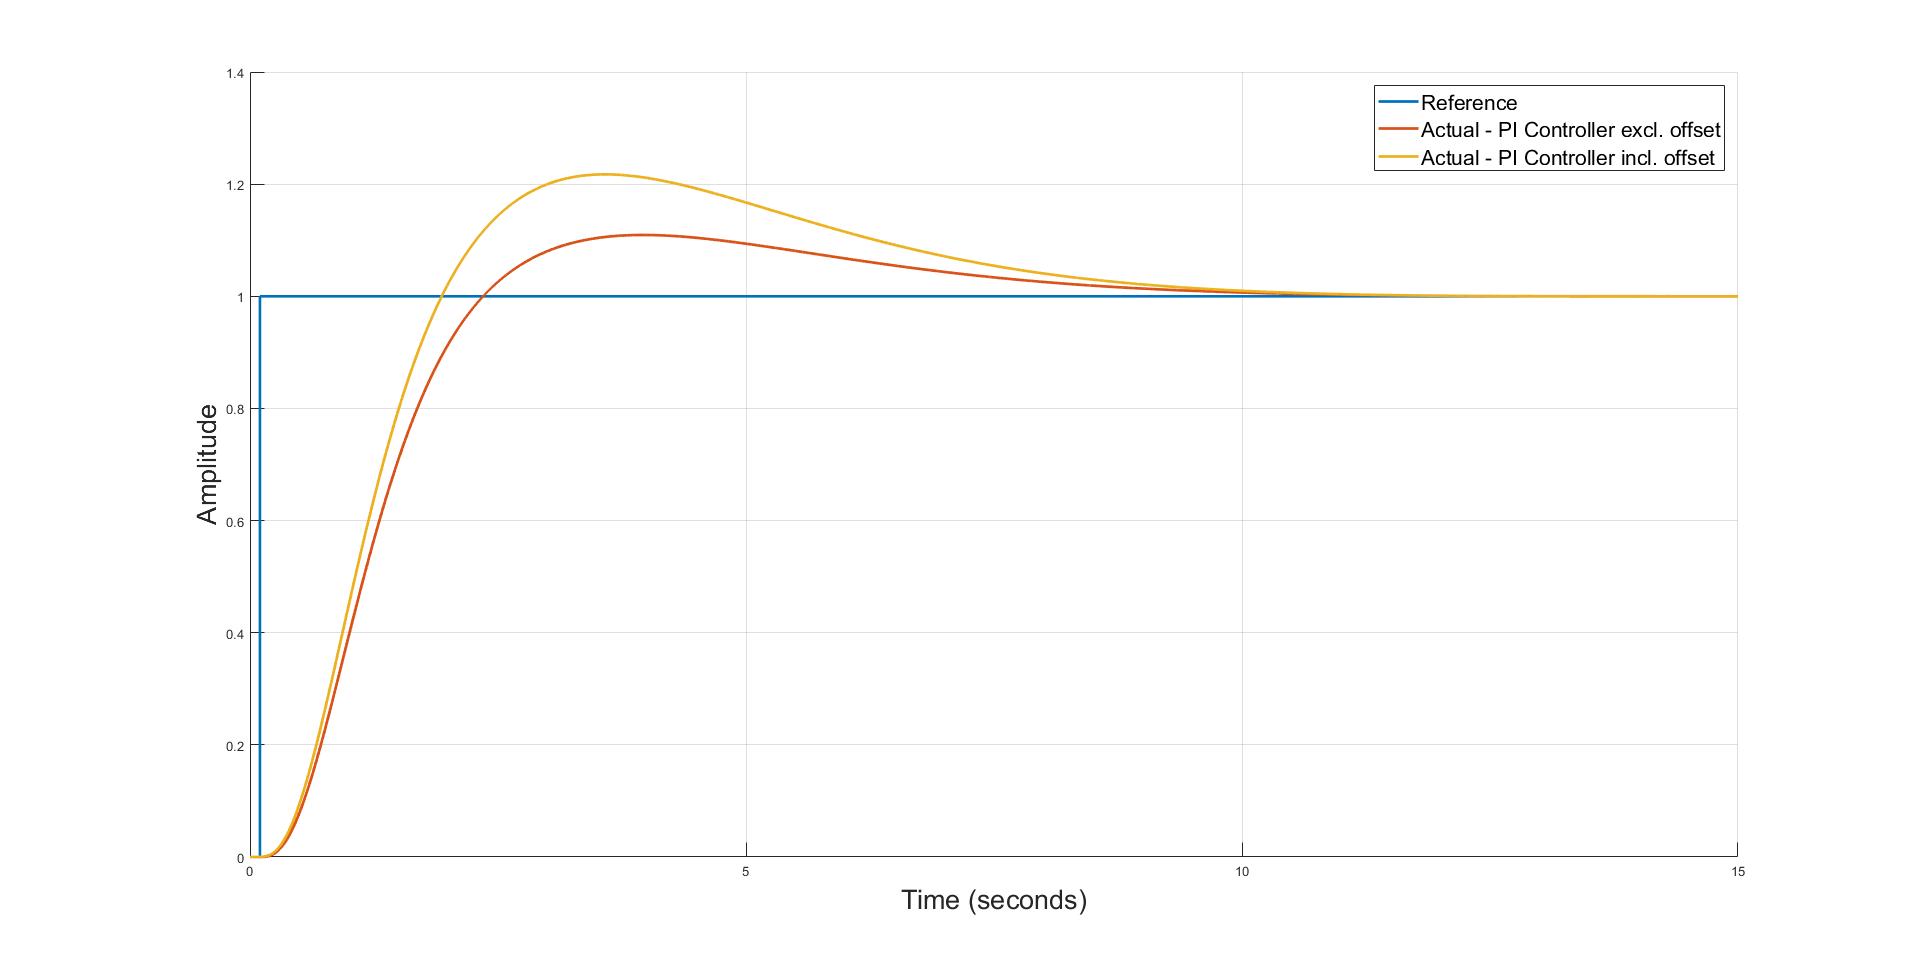 1.4
1.2
1
0.8
0.6
0.4
0.2
0
0 5 10 15
Amplitude
Time (seconds)
Reference
Actual - PI Controller excl. offset
Actual - PI Controller incl. offset